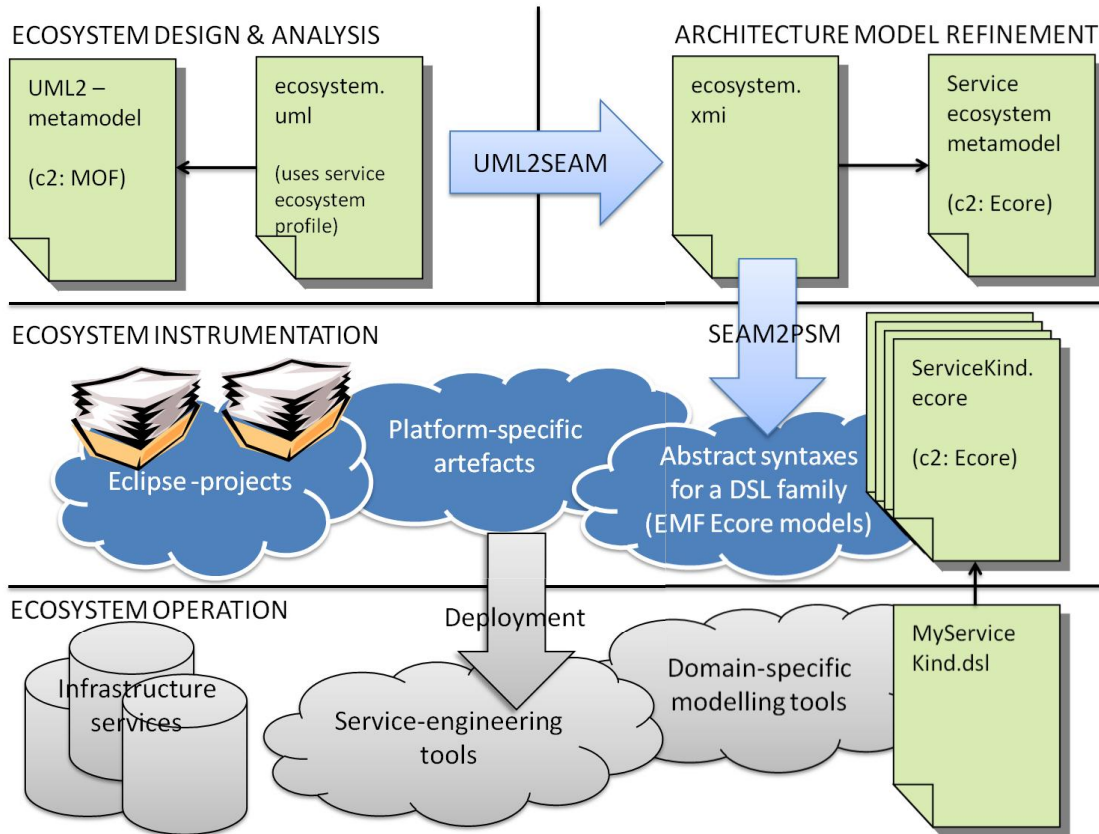 ECOSYSTEM DESIGN & ANALYSIS
UML2 –
metamodel
(c2: MOF)
ecosystem.
uml
(uses service
ecosystem
profile)
UML2SEAM
ARCHITECTURE MODEL REFINEMENT
ecosystem.
xmi
Service
ecosystem
metamodel
(c2: Ecore)
ECOSYSTEM INSTRUMENTATION
SEAM2PSM
Eclipse -projects
Platform-specific
artefacts
Abstract syntaxes
for a DSL family
(EMF Ecore models)
ServiceKind.
ecore
(c2: Ecore)
ECOSYSTEM OPERATION
Deployment
Infrastructure
services
Service-engineering
tools
Domain-specific
modelling tools
MyService
Kind.dsl